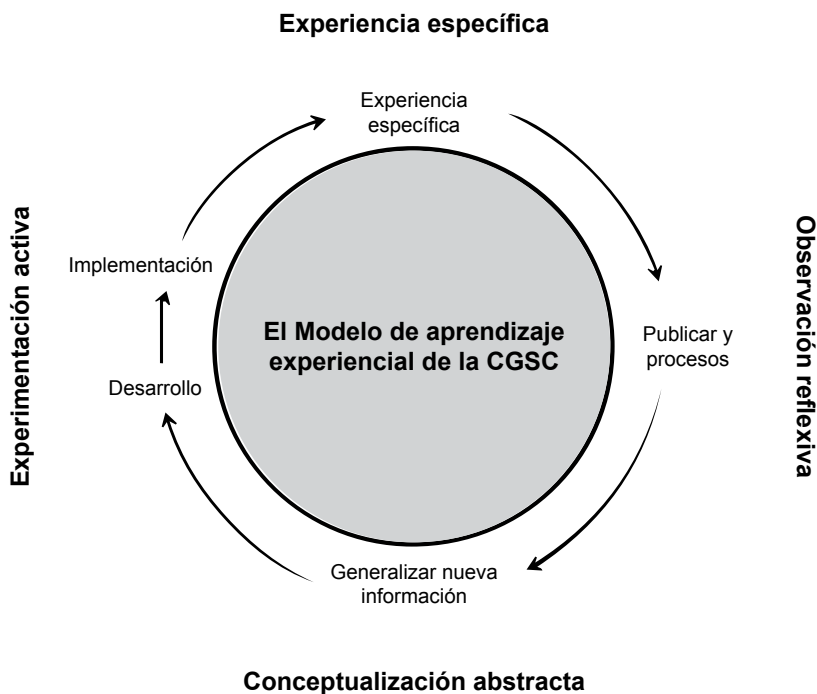 Experiencia específica
Experiencia
específica
Experimentación activa
Implementación
Desarrollo
El Modelo de aprendizaje
experiencial de la CGSC
Publicar y
procesos
Observación reflexiva
Generalizar nueva
información
Conceptualización abstracta